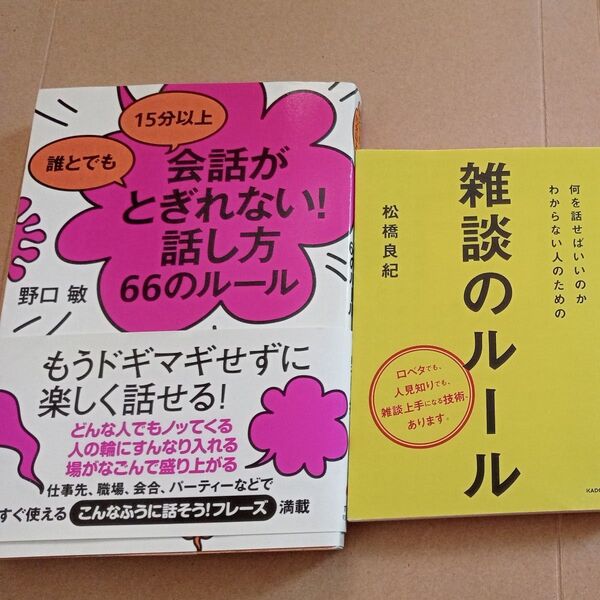 誰とでも
15分以上
会話が
とぎれない!
話し方
66のルール
野口 敏
もうドギマギせずに
楽しく話せる!
どんな人でもノッてくる
人の輪にすんなり入れる
場がなごんで盛り上がる
仕事先、職場、会合、パーティーなどで
すぐ使える こんなふうに話そう!フレーズ 満載
何を話せばいいのか
わからない人のための
雑談のルール
松橋良紀
口ベタでも、
人見知りでも、
雑談上手になる技術、
あります。